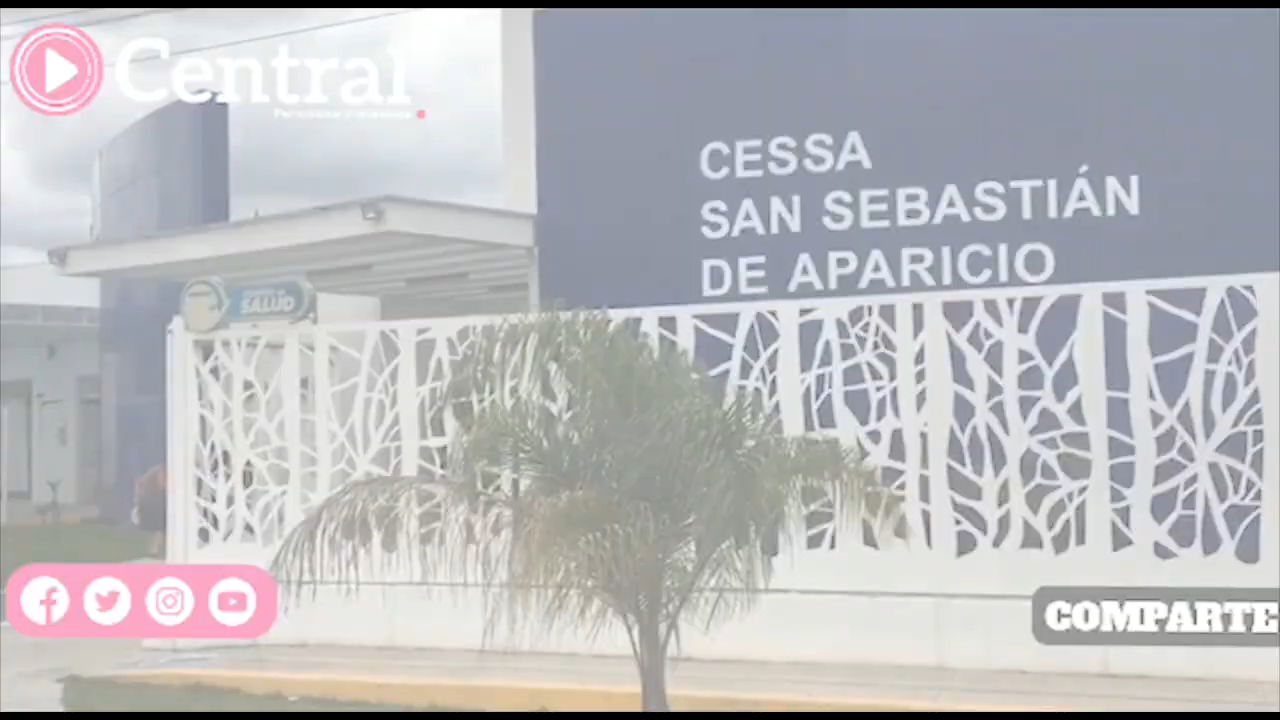 Central
CESSA
SAN SEBASTIÁN
DE APARICIO
SALUD
COMPARTE